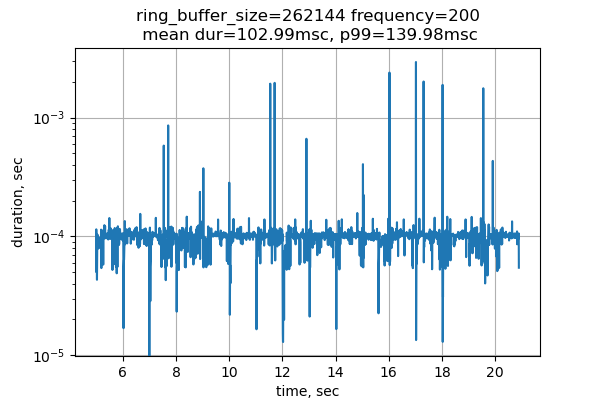 ring_buffer_size=262144 frequency=200
mean dur=102.99msc, p99=139.98msc
duration, sec
10⁻³
10⁻⁴
10⁻⁵
6 8 10 12 14 16 18 20
time, sec